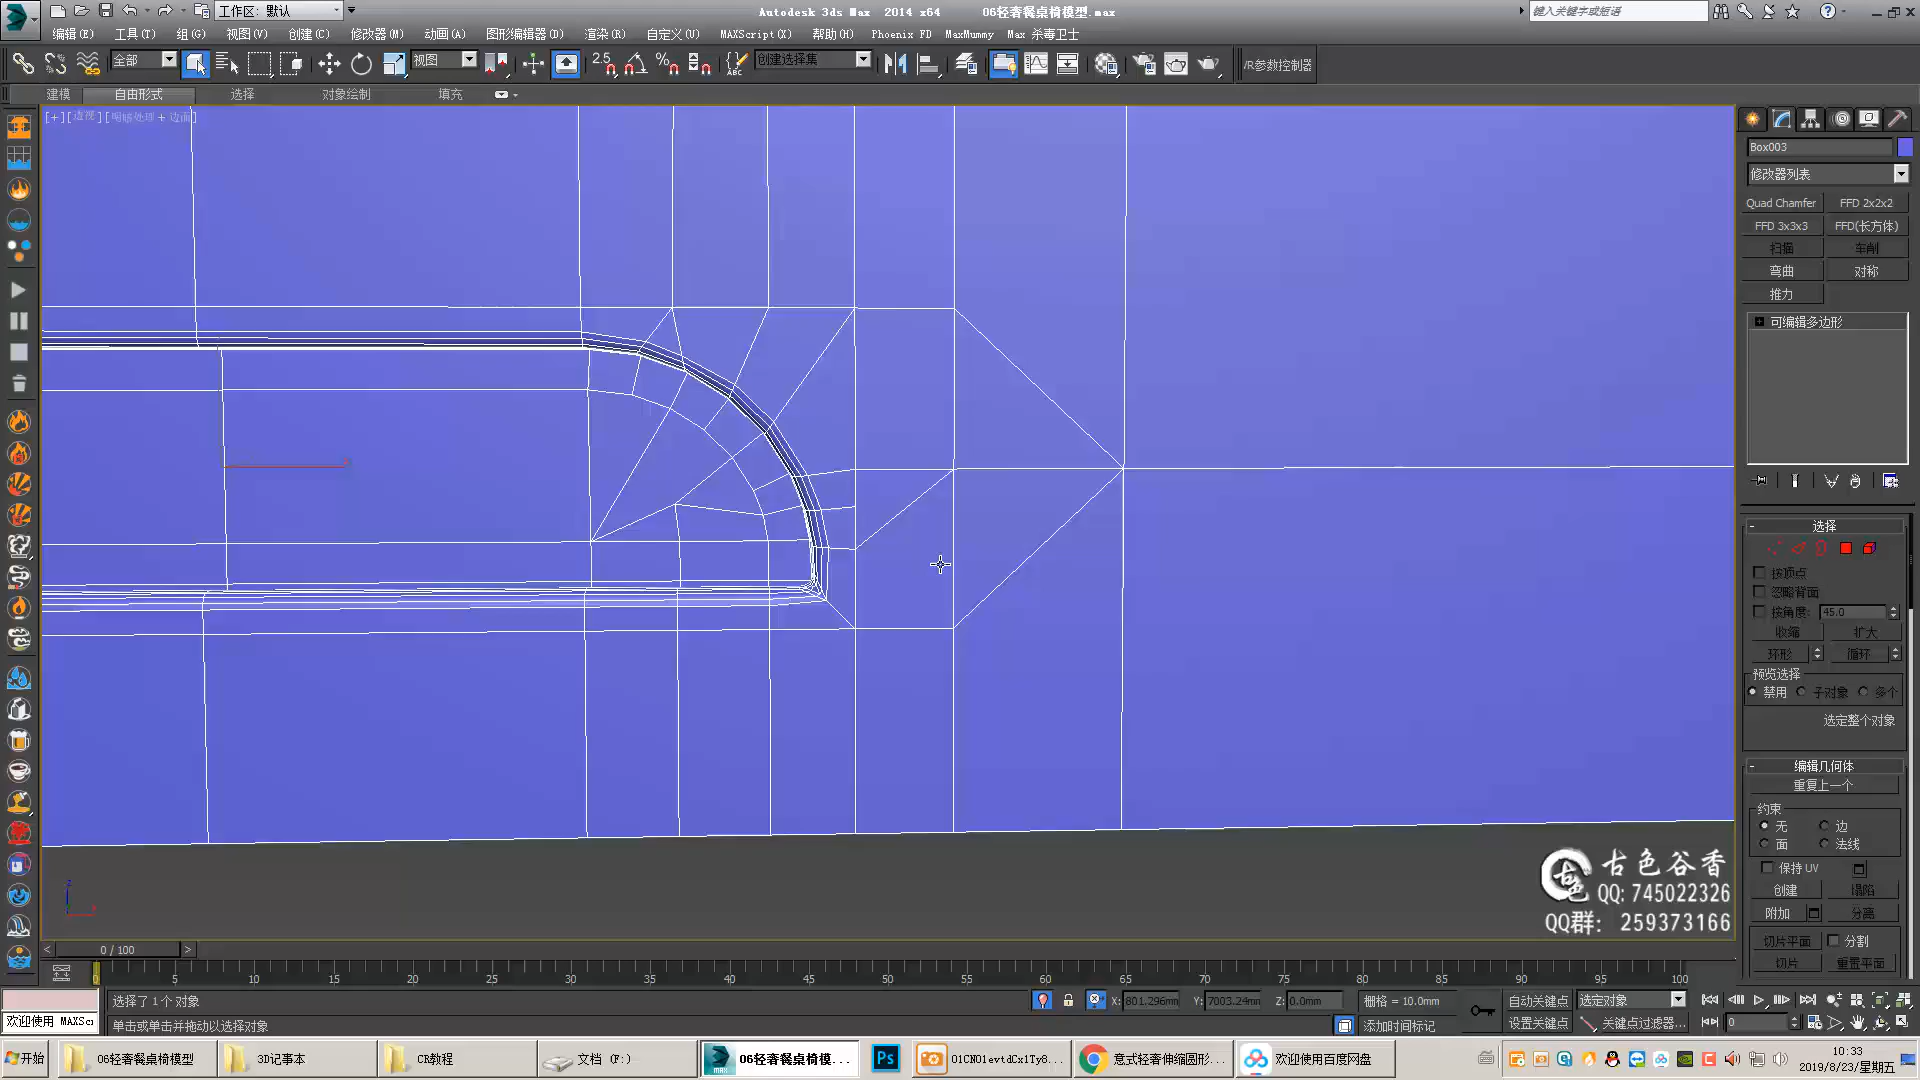 工作区: 默认
Autodesk 3ds Max  2014 x64    06轻奢餐桌椅模型.max
键入关键字或短语
编辑(E) 工具(T) 组(G) 视图(V) 创建(C) 修改器(M) 动画(A) 图形编辑器(D) 渲染(R) 自定义(U) MAXScript(X) 帮助(H) Phoenix FD MaxMummy Max 杀毒卫士
全部
视图
2.5
创建选择集
/R参数控制器
建模 自由形式 选择 对象绘制 填充
Box003
修改器列表
Quad Chamfer FFD 2x2x2
FFD 3x3x3 FFD(长方体)
扫描 车削
弯曲 对称
推力
可编辑多边形
选择
按顶点
忽略背面
按角度: 45.0
收缩 扩大
环形 循环
预览选择
禁用 子对象 多个
选定整个对象
编辑几何体
重复上一个
约束
无 边
面 法线
保持 UV
创建 塌陷
附加 分离
切片平面 分割
切片 重置平面
古色谷香
QQ: 745022326
QQ群: 259373166
0 / 100
0 5 10 15 20 25 30 35 40 45 50 55 60 65 70 75 80 85 90 95 100
选择了 1 个 对象
X: 801.296mm Y: 7003.24mm Z: 0.0mm 栅格 = 10.0mm
自动关键点 选定对象
欢迎使用 MAXSc
单击或单击并拖动以选择对象
添加时间标记
设置关键点 关键点过滤器...
0
开始 06轻奢餐桌椅模型 3D记事本 CR教程 文档 (F:) 06轻奢餐桌椅模... Ps 01CN01evtdCx1Ty8... 意式轻奢伸缩圆形... 欢迎使用百度网盘
10:33
2019/8/23/星期五